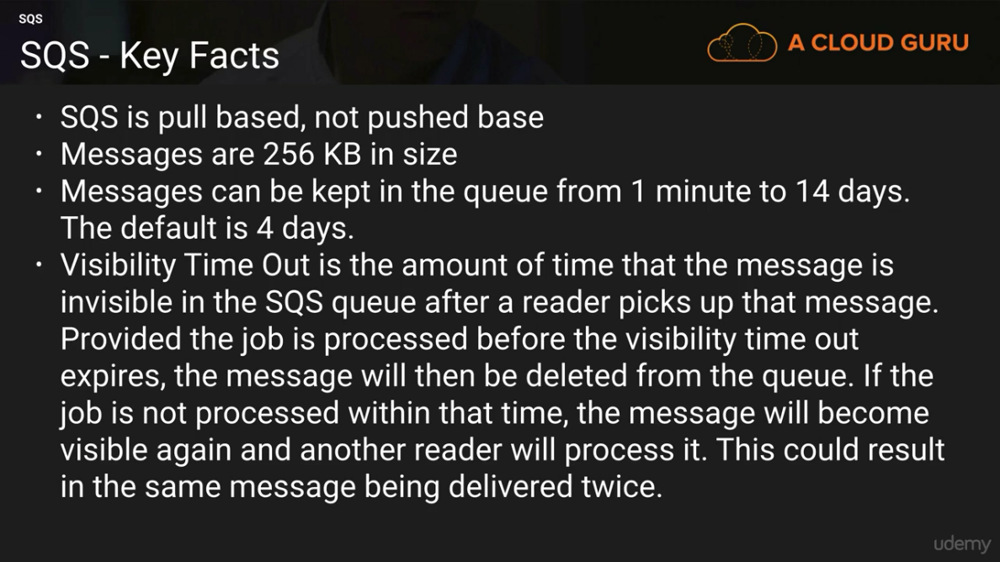 SQS
SQS - Key Facts
A CLOUD GURU
• SQS is pull based, not pushed base
• Messages are 256 KB in size
• Messages can be kept in the queue from 1 minute to 14 days.
The default is 4 days.
• Visibility Time Out is the amount of time that the message is
invisible in the SQS queue after a reader picks up that message.
Provided the job is processed before the visibility time out
expires, the message will then be deleted from the queue. If the
job is not processed within that time, the message will become
visible again and another reader will process it. This could result
in the same message being delivered twice.
udemy